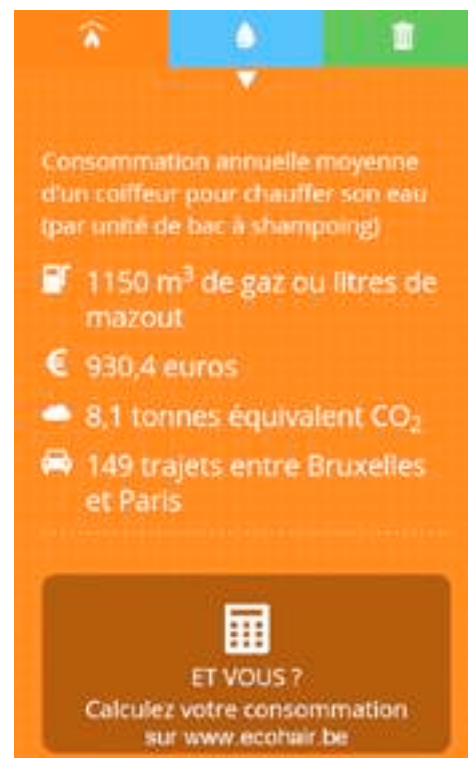 Consommation annuelle moyenne
d'un coiffeur pour chauffer son eau
(par unité de bac à shampoing)
1150 m³ de gaz ou litres de
mazout
€ 930,4 euros
8,1 tonnes équivalent CO₂
149 trajets entre Bruxelles
et Paris
ET VOUS ?
Calculez votre consommation
sur www.ecohair.be